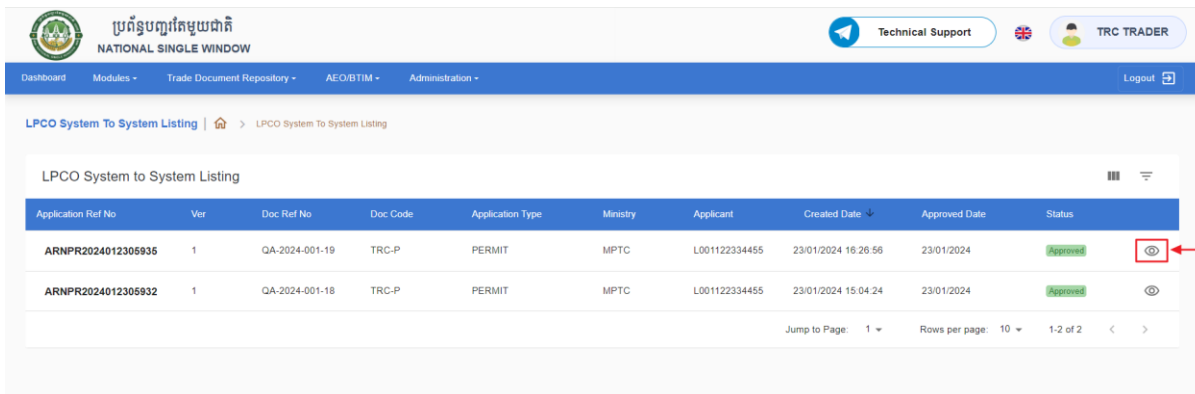 ប្រព័ន្ធបញ្ជរតែមួយជាតិ
NATIONAL SINGLE WINDOW
Technical Support
TRC TRADER
Dashboard Modules Trade Document Repository AEO/BTIM Administration Logout
LPCO System To System Listing | > LPCO System To System Listing
LPCO System to System Listing
Application Ref No Ver Doc Ref No Doc Code Application Type Ministry Applicant Created Date Approved Date Status
ARNPR2024012305935 1 QA-2024-001-19 TRC-P PERMIT MPTC L001122334455 23/01/2024 16:26:56 23/01/2024 Approved
ARNPR2024012305932 1 QA-2024-001-18 TRC-P PERMIT MPTC L001122334455 23/01/2024 15:04:24 23/01/2024 Approved
Jump to Page: 1 Rows per page: 10 1-2 of 2 < >